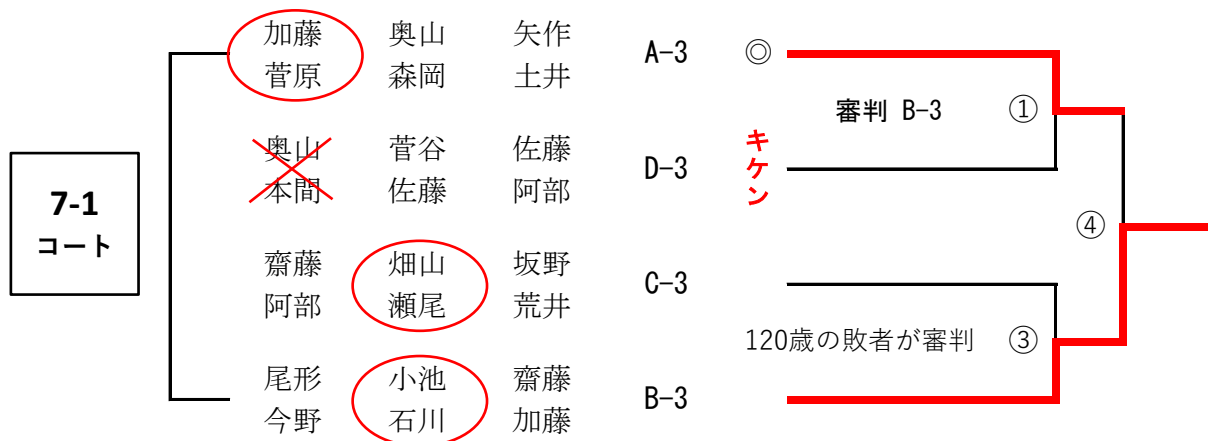 加藤 奥山 矢作 A-3 ◎
菅原 森岡 土井
審判 B-3 ①
奥山 菅谷 佐藤 D-3 キケン
本間 佐藤 阿部
7-1
コート
④
齋藤 畑山 坂野 C-3
阿部 瀬尾 荒井
120歳の敗者が審判 ③
尾形 小池 齋藤 B-3
今野 石川 加藤